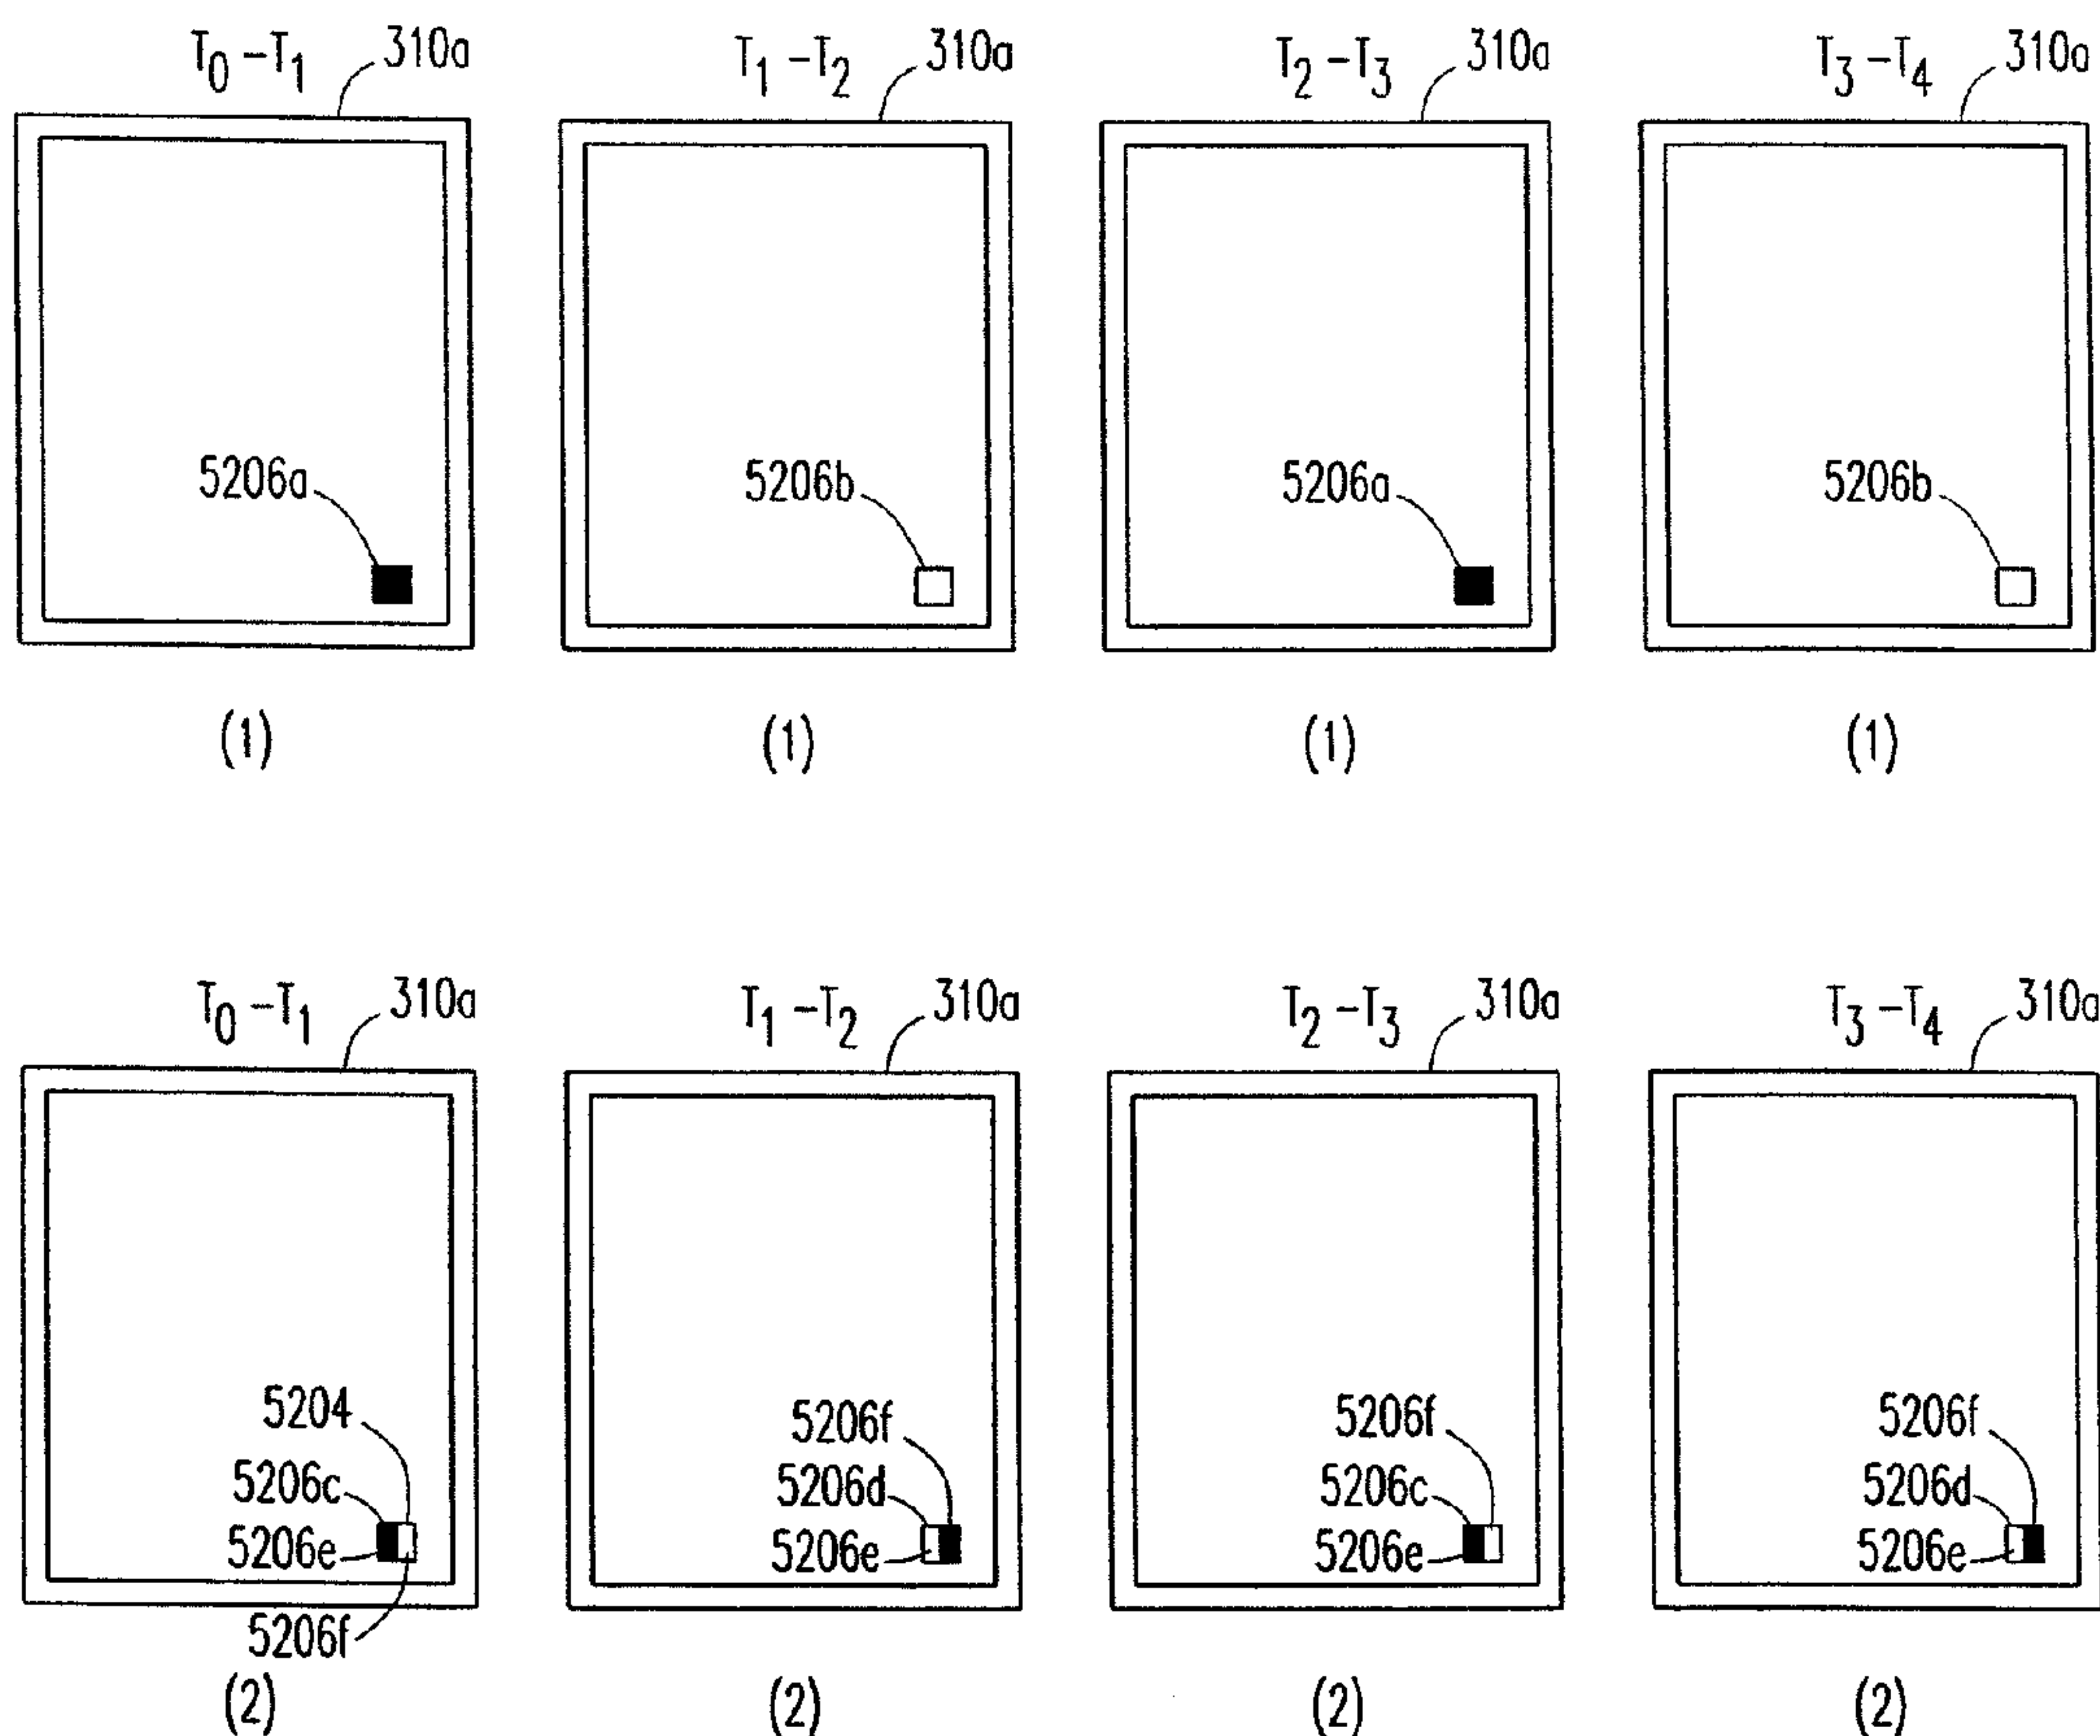 T0 – T1 310a
T1 – T2 310a
T2 – T3 310a
T3 – T4 310a
5206a
5206b
5206a
5206b
(1)
(1)
(1)
(1)
T0 – T1 310a
T1 – T2 310a
T2 – T3 310a
T3 – T4 310a
5204
5206c
5206e
5206f
5206f
5206d
5206e
5206f
5206c
5206e
5206f
5206d
5206e
(2)
(2)
(2)
(2)